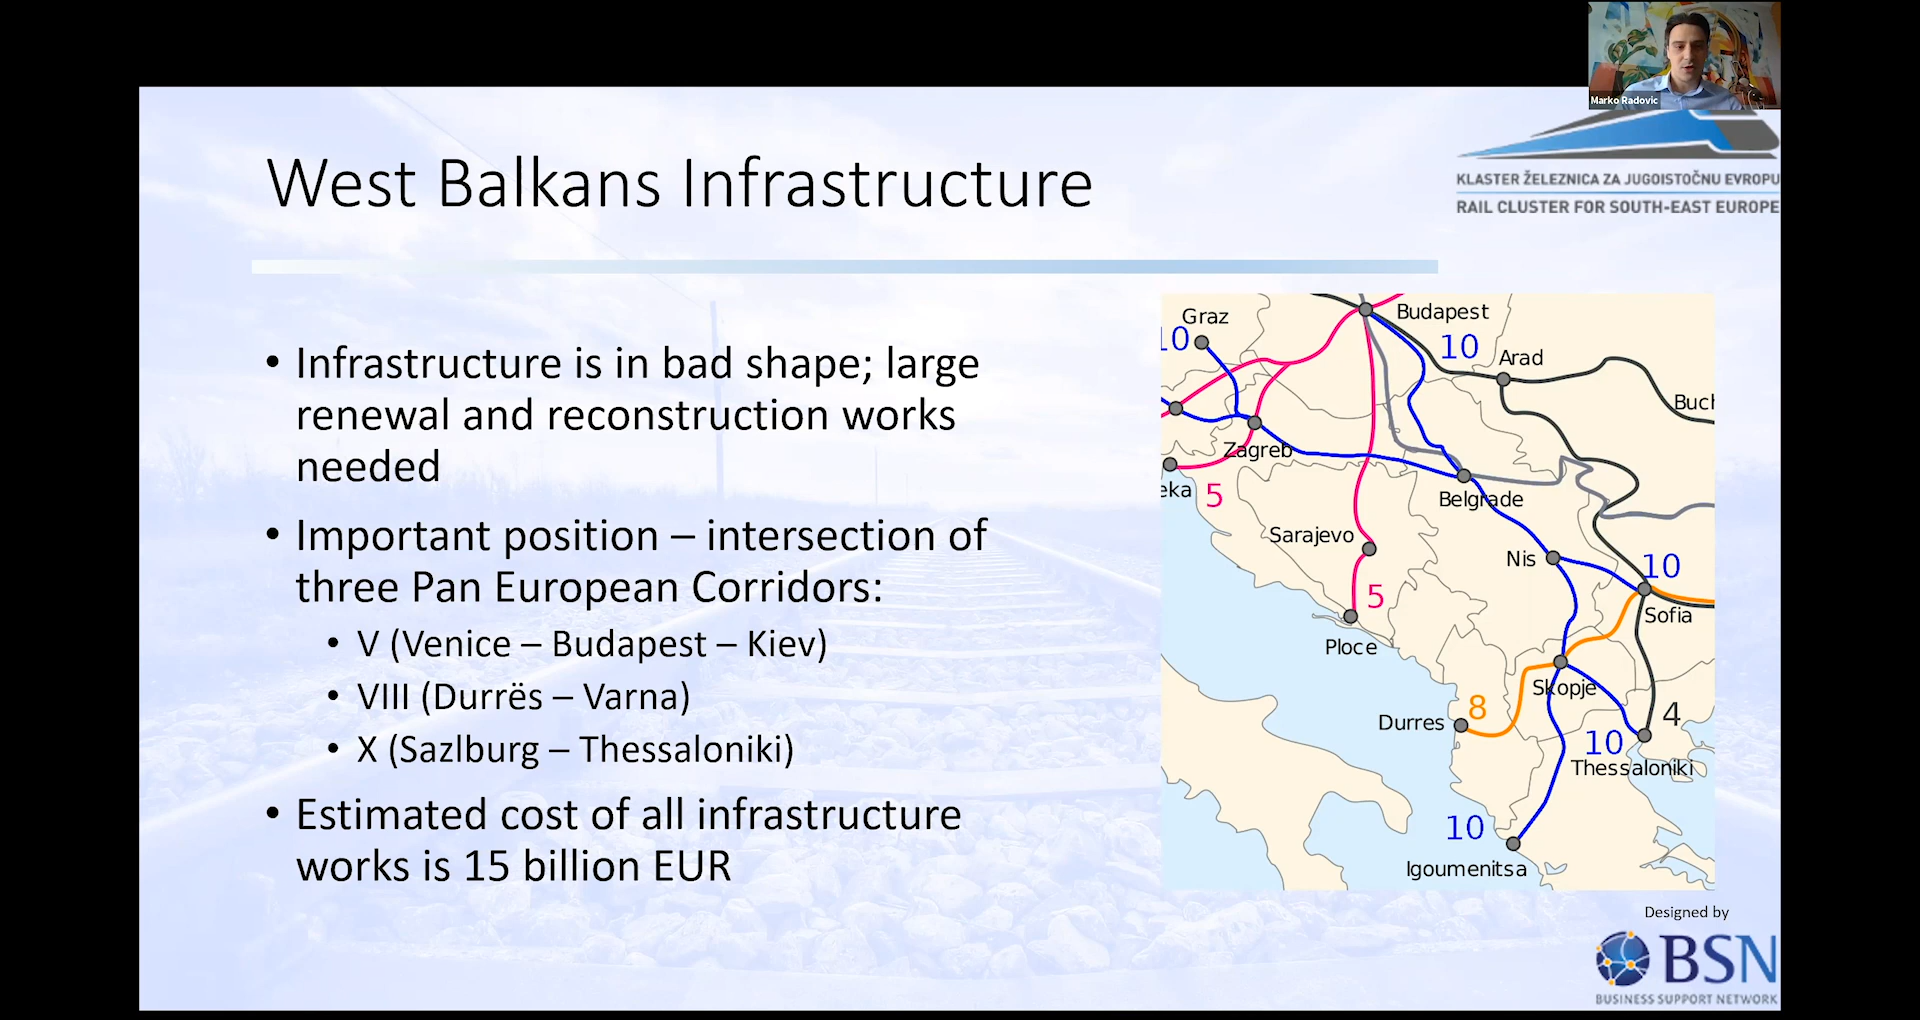 Marko Radovic
KLASTER ŽELEZNICA ZA JUGOISTOČNU EVROPU
RAIL CLUSTER FOR SOUTH-EAST EUROPE
West Balkans Infrastructure
• Infrastructure is in bad shape; large
renewal and reconstruction works
needed
• Important position – intersection of
three Pan European Corridors:
• V (Venice – Budapest – Kiev)
• VIII (Durrës – Varna)
• X (Sazlburg – Thessaloniki)
• Estimated cost of all infrastructure
works is 15 billion EUR
Graz
10
Budapest
10
Arad
Buch
Zagreb
eka
5
Belgrade
Sarajevo
Nis
10
5
Sofia
Ploce
Skopje
8
Durres
4
10
Thessaloniki
10
Igoumenitsa
Designed by
BSN
BUSINESS SUPPORT NETWORK